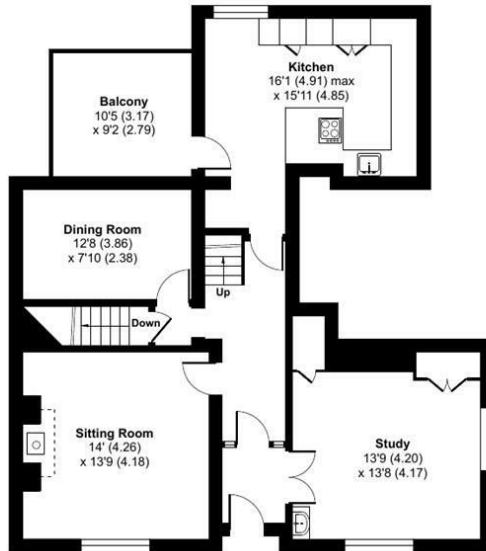 Kitchen
16'1 (4.91) max
x 15'11 (4.85)
Balcony
10'5 (3.17)
x 9'2 (2.79)
Dining Room
12'8 (3.86)
x 7'10 (2.38)
Up
Down
Sitting Room
14' (4.26)
x 13'9 (4.18)
Study
13'9 (4.20)
x 13'8 (4.17)